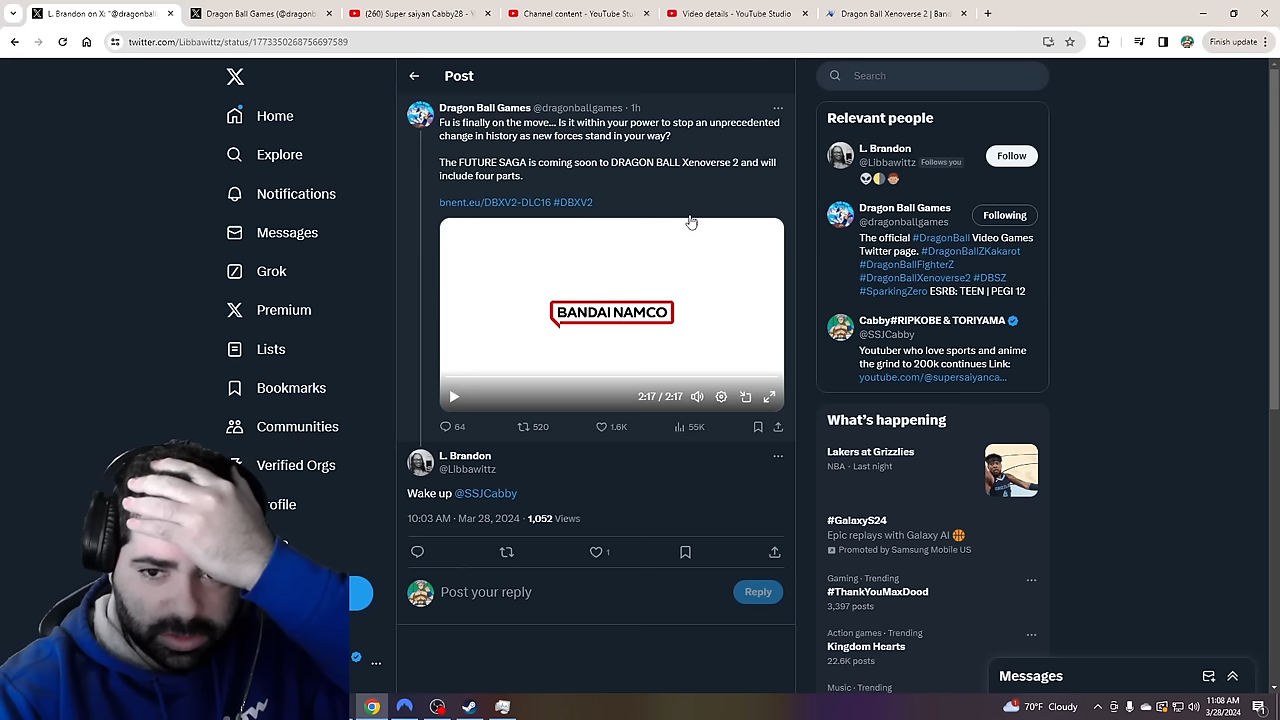 L. Brandon on X: "@dragonball
Dragon Ball Games (@dragonb
(260) Super saiyan Cabby28 - Y
Channel content - YouTube Stu
Video details - YouTube Studio
Dragon Ball Xenoverse 2 | Band
twitter.com/Libbawittz/status/1773350268756697589
Finish update
Home
Explore
Notifications
Messages
Grok
Premium
Lists
Bookmarks
Communities
Verified Orgs
rofile
Post
Dragon Ball Games @dragonballgames · 1h
Fu is finally on the move... Is it within your power to stop an unprecedented
change in history as new forces stand in your way?
The FUTURE SAGA is coming soon to DRAGON BALL Xenoverse 2 and will
include four parts.
bnent.eu/DBXV2-DLC16 #DBXV2
BANDAI NAMCO
2:17 / 2:17
64 520 1.6K 55K
L. Brandon
@Libbawittz
Wake up @SSJCabby
10:03 AM · Mar 28, 2024 · 1,052 Views
1
Post your reply
Reply
Search
Relevant people
L. Brandon
@Libbawittz Follows you
Follow
Dragon Ball Games
@dragonballgames
Following
The official #DragonBall Video Games
Twitter page. #DragonBallZKakarot
#DragonBallFighterZ
#DragonBallXenoverse2 #DBSZ
#SparkingZero ESRB: TEEN | PEGI 12
Cabby#RIPKOBE & TORIYAMA
@SSJCabby
Youtuber who love sports and anime
the grind to 200k continues Link:
youtube.com/@supersaiyanca...
What's happening
Lakers at Grizzlies
NBA · Last night
#GalaxyS24
Epic replays with Galaxy AI
Promoted by Samsung Mobile US
Gaming · Trending
#ThankYouMaxDood
3,397 posts
Action games · Trending
Kingdom Hearts
22.6K posts
Music · Trending
Messages
70°F Cloudy
11:08 AM
3/28/2024